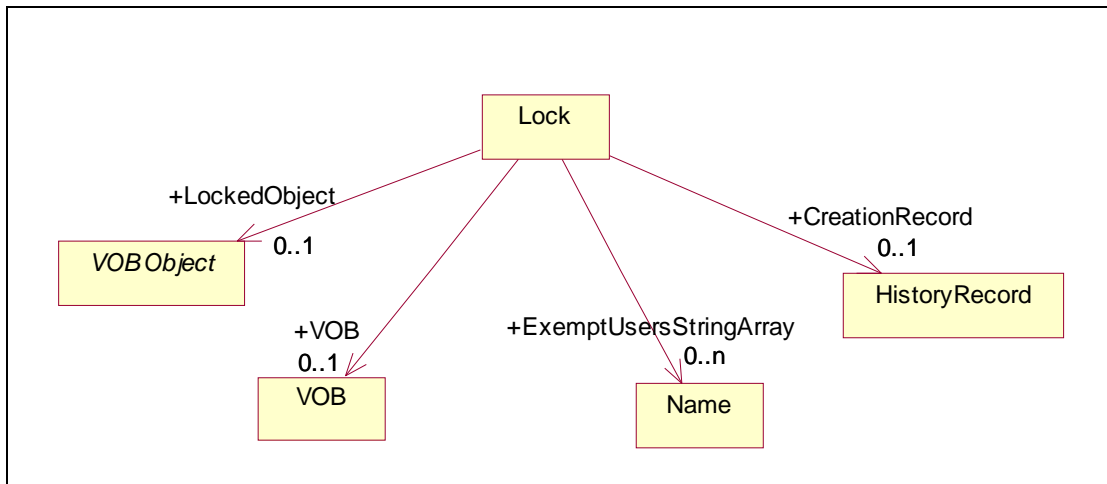 Lock
+LockedObject
0..1
VOBObject
+CreationRecord
0..1
HistoryRecord
+VOB
0..1
VOB
+ExemptUsersStringArray
0..n
Name